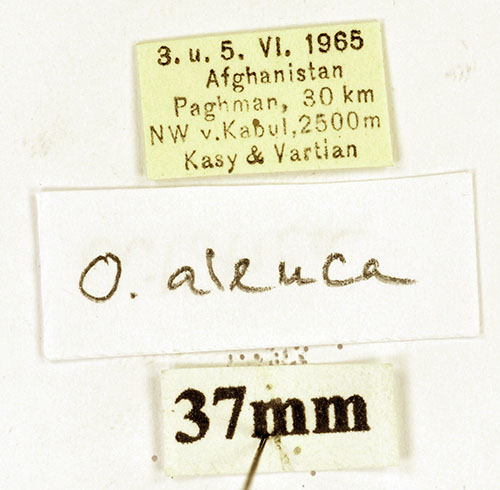 3. u. 5. VI. 1965
Afghanistan
Paghman, 30 km
NW v. Kabul, 2500m
Kasy & Vartian
O. aleuca
37mm